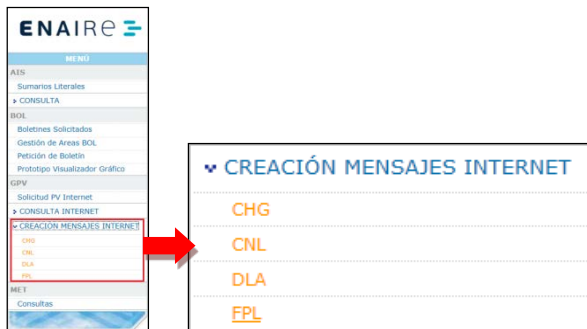 ENAIRe
MENÚ
AIS
Sumarios Literales
CONSULTA
BOL
Boletines Solicitados
Gestión de Areas BOL
Petición de Boletín
Prototipo Visualizador Gráfico
GPV
Solicitud PV Internet
CONSULTA INTERNET
CREACIÓN MENSAJES INTERNET
CHG
CNL
DLA
FPL
MET
Consultas
CREACIÓN MENSAJES INTERNET
CHG
CNL
DLA
FPL